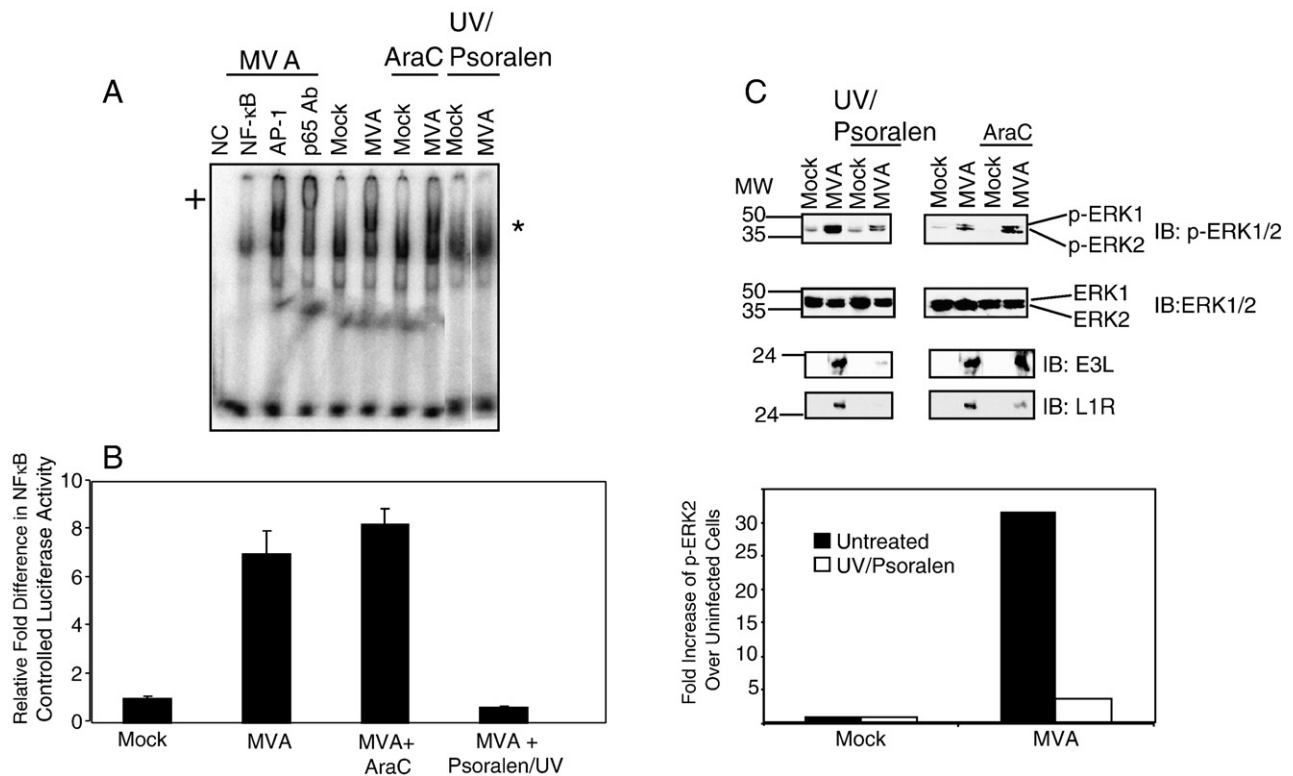 A
MVA
AraC
UV/
Psoralen
NC
NF-κB
AP-1
p65 Ab
Mock
MVA
Mock
MVA
Mock
MVA
+
*
B
Relative Fold Difference in NFκB
Controlled Luciferase Activity
10
8
6
4
2
0
Mock
MVA
MVA+
AraC
MVA +
Psoralen/UV
C
UV/
Psoralen
AraC
Mock
MVA
Mock
MVA
Mock
MVA
Mock
MVA
MW
50
35
p-ERK1
p-ERK2
IB: p-ERK1/2
50
35
ERK1
ERK2
IB:ERK1/2
24
IB: E3L
24
IB: L1R
Fold Increase of p-ERK2
Over Uninfected Cells
30
25
20
15
10
5
Untreated
UV/Psoralen
Mock
MVA